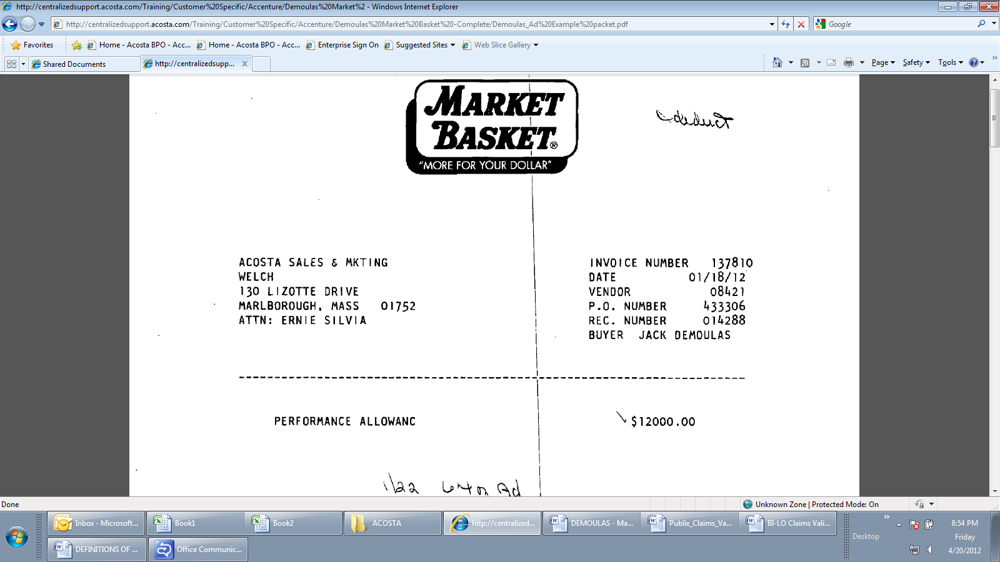 http://centralizedsupport.acosta.com/Training/Customer%20Specific/Accenture/Demoulas%20Market%2 - Windows Internet Explorer
http://centralizedsupport.acosta.com/Training/Customer%20Specific/Accenture/Demoulas%20Market%20Basket%20-Complete/Demoulas_Ad%20Example%20packet.pdf Google
Favorites Home - Acosta BPO - Acc... Home - Acosta BPO - Acc... Enterprise Sign On Suggested Sites Web Slice Gallery
Shared Documents http://centralizedsupp... Page Safety Tools
MARKET
BASKET®
"MORE FOR YOUR DOLLAR"
deduct
ACOSTA SALES & MKTING INVOICE NUMBER 137810
WELCH DATE 01/18/12
130 LIZOTTE DRIVE VENDOR 08421
MARLBOROUGH, MASS 01752 P.O. NUMBER 433306
ATTN: ERNIE SILVIA REC. NUMBER 014288
BUYER JACK DEMOULAS
PERFORMANCE ALLOWANC $12000.00
1/22 64oz Ad
Done Unknown Zone | Protected Mode: On
Inbox - Microsoft... Book1 Book2 ACOSTA http://centralized... DEMOULAS - Ma... Publix_Claims_Va... BI-LO Claims Vali... 8:54 PM
Desktop Friday
DEFINITIONS OF ... Office Communic... 4/20/2012